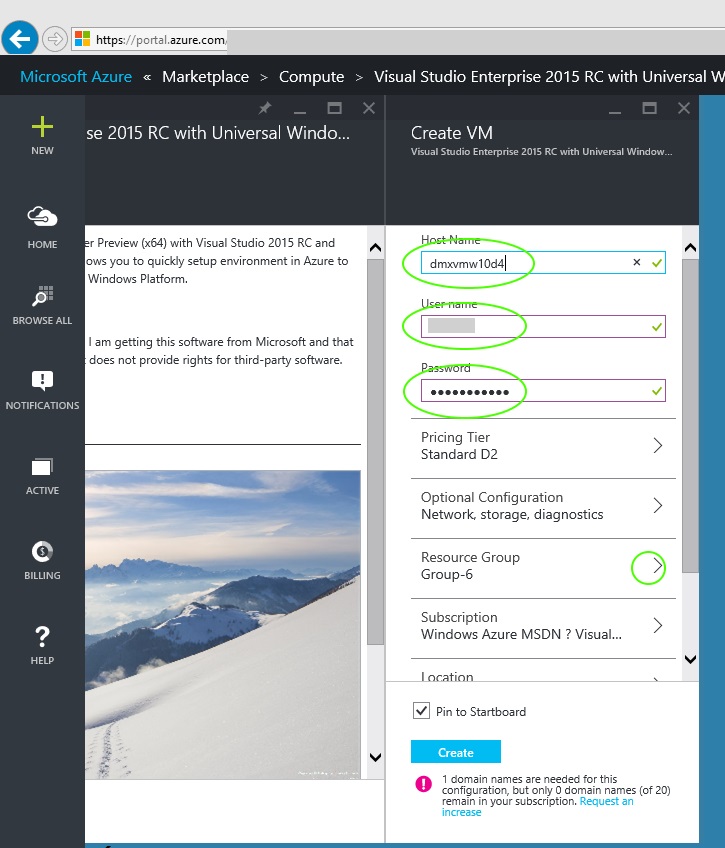 https://portal.azure.com/
Microsoft Azure « Marketplace > Compute > Visual Studio Enterprise 2015 RC with Universal W
NEW
HOME
BROWSE ALL
NOTIFICATIONS
ACTIVE
BILLING
HELP
se 2015 RC with Universal Windo...
er Preview (x64) with Visual Studio 2015 RC and
ows you to quickly setup environment in Azure to
Windows Platform.
I am getting this software from Microsoft and that
t does not provide rights for third-party software.
Create VM
Visual Studio Enterprise 2015 RC with Universal Window...
Host Name
dmxvmw10d4
User name
Password
●●●●●●●●●●●
Pricing Tier
Standard D2
Optional Configuration
Network, storage, diagnostics
Resource Group
Group-6
Subscription
Windows Azure MSDN ? Visual...
Location
Pin to Startboard
Create
1 domain names are needed for this
configuration, but only 0 domain names (of 20)
remain in your subscription. Request an
increase